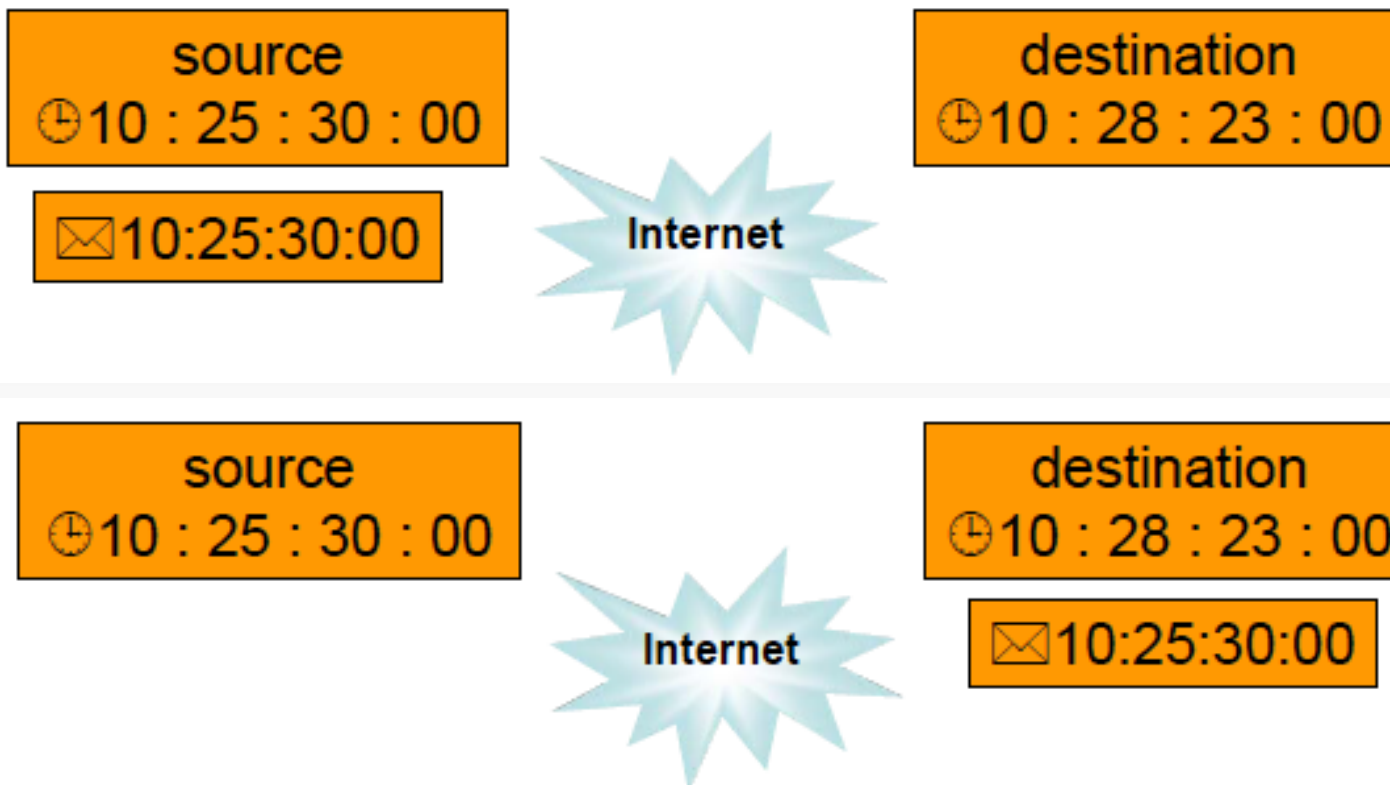 source
10 : 25 : 30 : 00
destination
10 : 28 : 23 : 00
10:25:30:00
Internet
source
10 : 25 : 30 : 00
destination
10 : 28 : 23 : 00
Internet
10:25:30:00